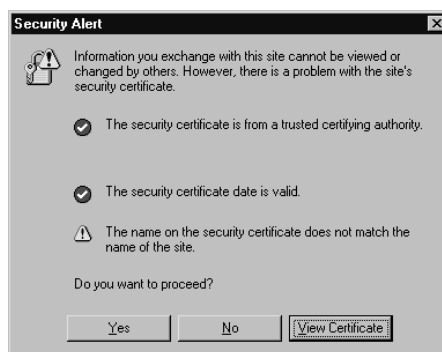 Security Alert
Information you exchange with this site cannot be viewed or
changed by others. However, there is a problem with the site's
security certificate.
The security certificate is from a trusted certifying authority.
The security certificate date is valid.
The name on the security certificate does not match the
name of the site.
Do you want to proceed?
Yes No View Certificate